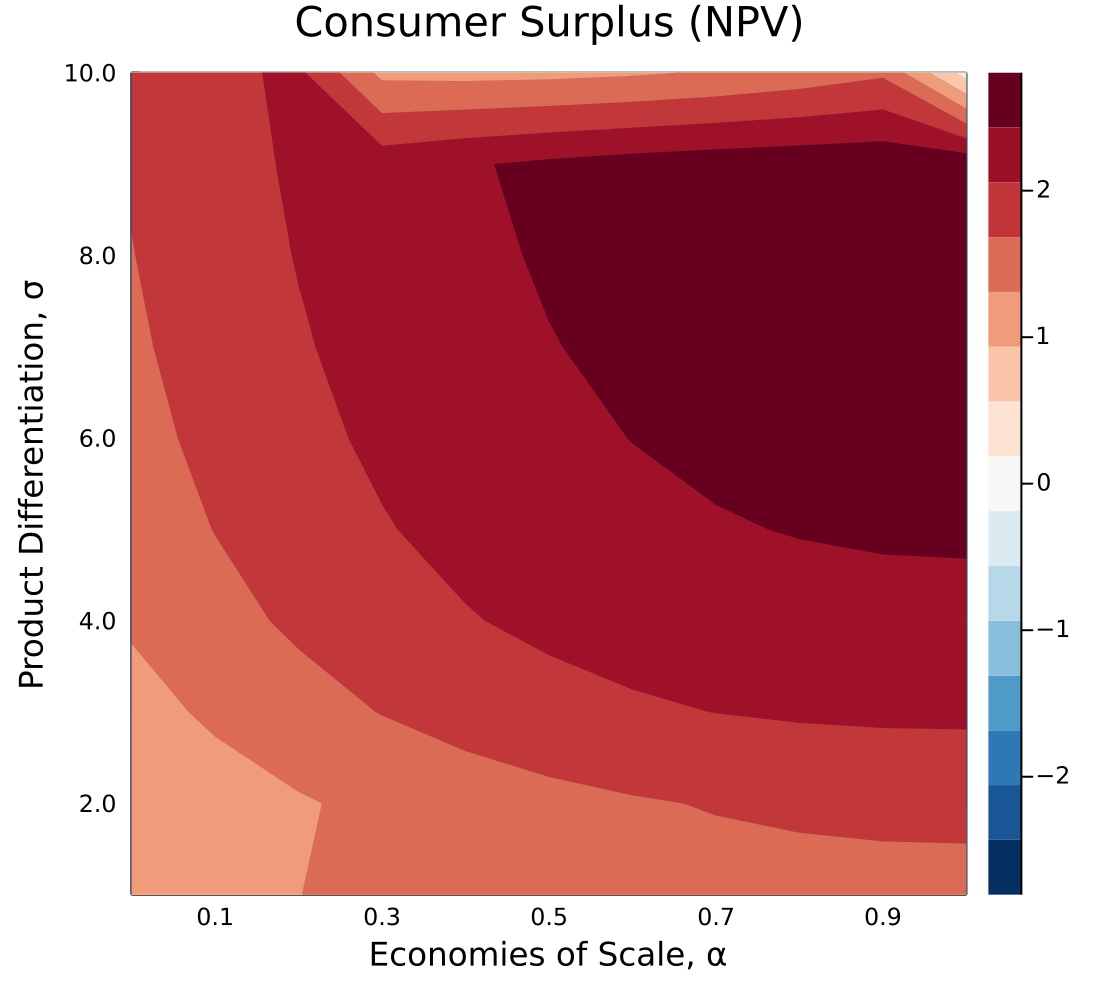 Consumer Surplus (NPV)
10.0
8.0
6.0
4.0
2.0
Product Differentiation, σ
0.1 0.3 0.5 0.7 0.9
Economies of Scale, α
2
1
0
−1
−2